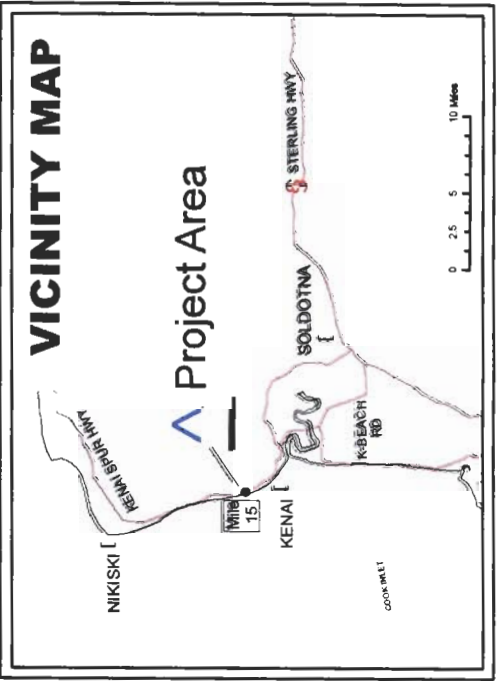 VICINITY MAP
Project Area
NIKISKI
KENAI SPUR HWY
Mile
15
KENAI
SOLDOTNA
STERLING HWY
K-BEACH
RD
COOK INLET
0 2.5 5 10 Miles